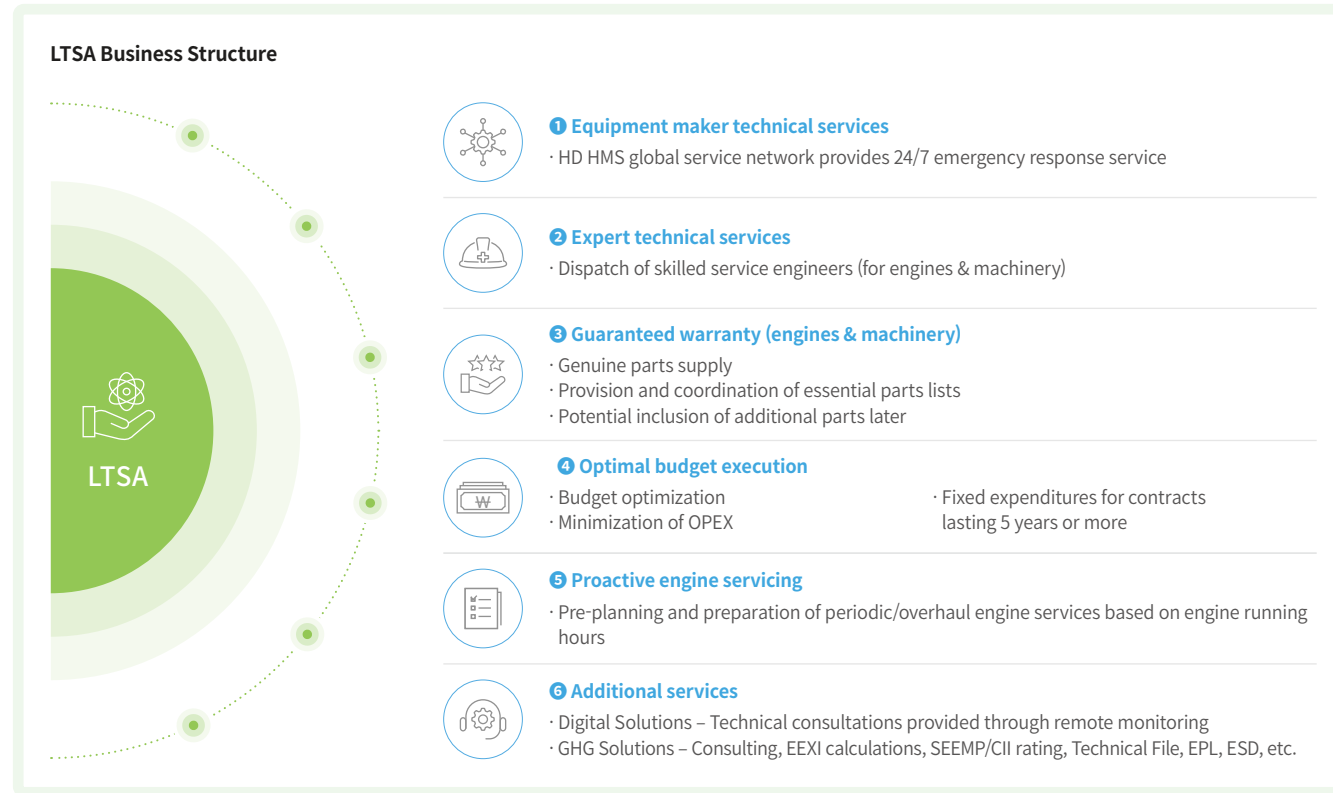 LTSA Business Structure
LTSA
❶ Equipment maker technical services
· HD HMS global service network provides 24/7 emergency response service
❷ Expert technical services
· Dispatch of skilled service engineers (for engines & machinery)
❸ Guaranteed warranty (engines & machinery)
· Genuine parts supply
· Provision and coordination of essential parts lists
· Potential inclusion of additional parts later
❹ Optimal budget execution
₩
· Budget optimization
· Minimization of OPEX
· Fixed expenditures for contracts
lasting 5 years or more
❺ Proactive engine servicing
· Pre-planning and preparation of periodic/overhaul engine services based on engine running
hours
❻ Additional services
· Digital Solutions – Technical consultations provided through remote monitoring
· GHG Solutions – Consulting, EEXI calculations, SEEMP/CII rating, Technical File, EPL, ESD, etc.